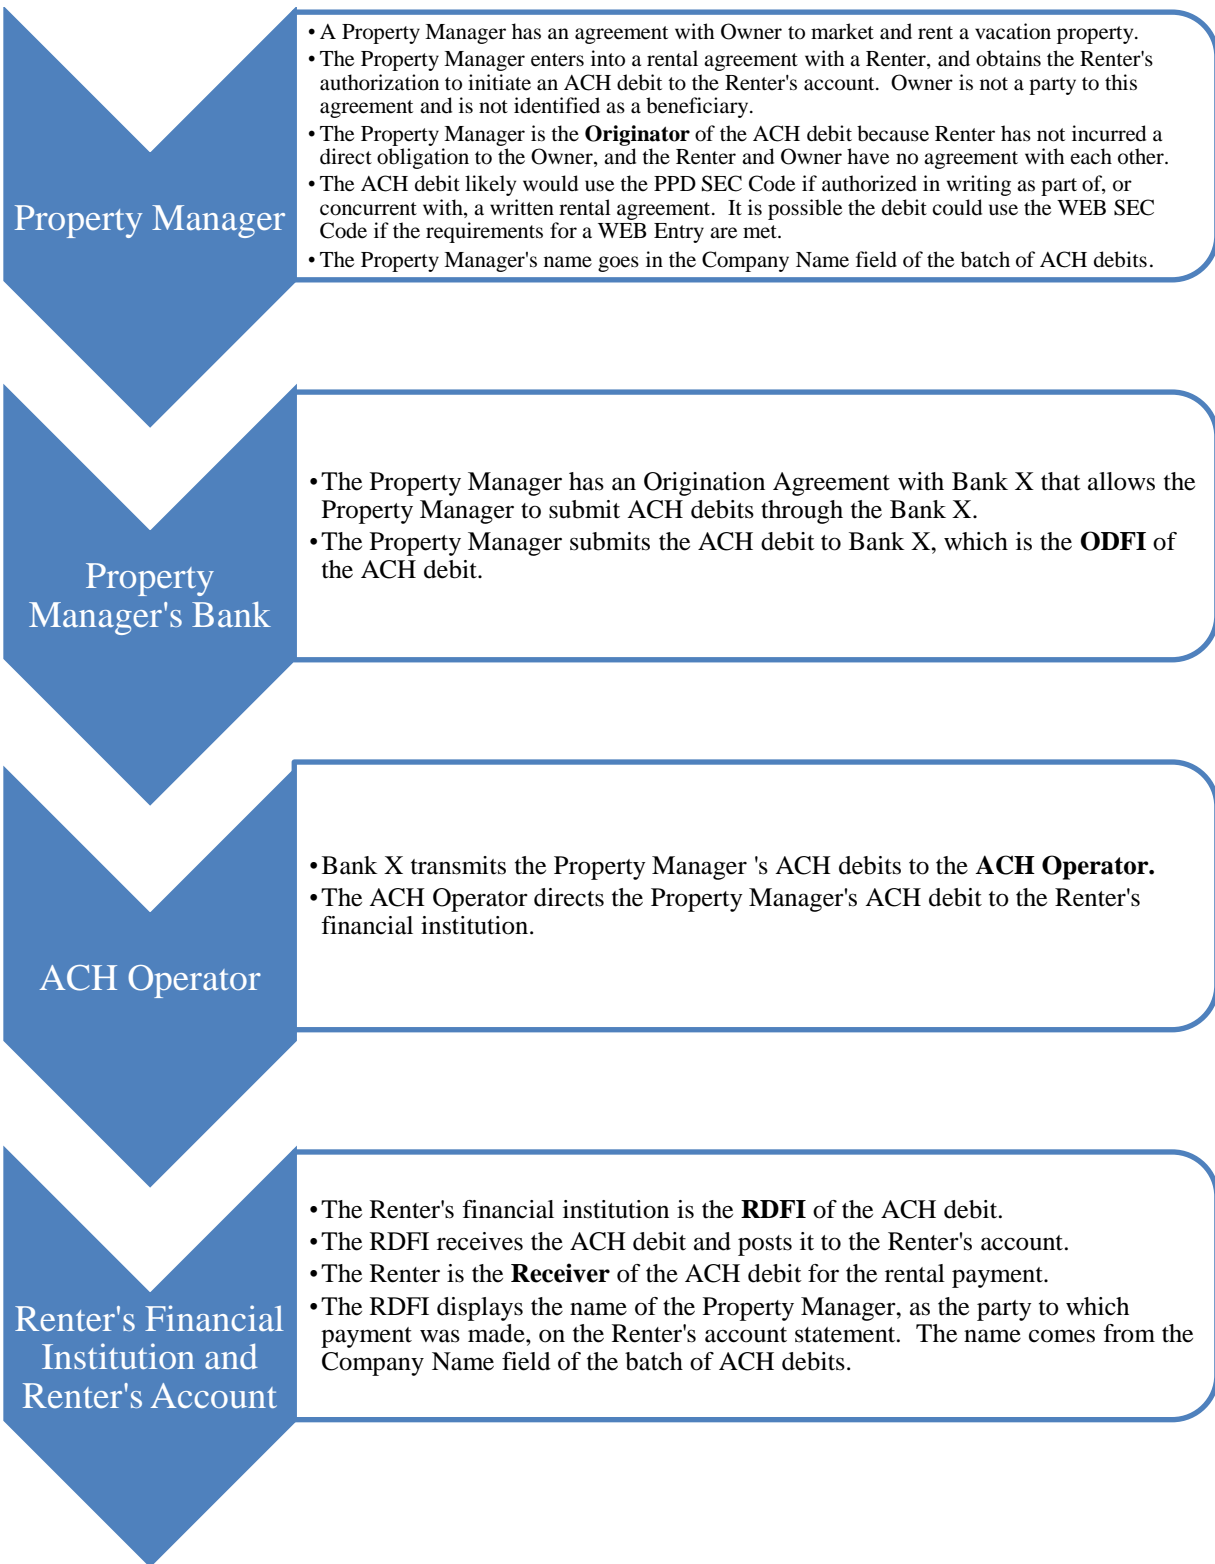 Property Manager
• A Property Manager has an agreement with Owner to market and rent a vacation property.
• The Property Manager enters into a rental agreement with a Renter, and obtains the Renter's
authorization to initiate an ACH debit to the Renter's account.  Owner is not a party to this
agreement and is not identified as a beneficiary.
• The Property Manager is the Originator of the ACH debit because Renter has not incurred a
direct obligation to the Owner, and the Renter and Owner have no agreement with each other.
• The ACH debit likely would use the PPD SEC Code if authorized in writing as part of, or
concurrent with, a written rental agreement.  It is possible the debit could use the WEB SEC
Code if the requirements for a WEB Entry are met.
• The Property Manager's name goes in the Company Name field of the batch of ACH debits.
Property
Manager's Bank
• The Property Manager has an Origination Agreement with Bank X that allows the
Property Manager to submit ACH debits through the Bank X.
• The Property Manager submits the ACH debit to Bank X, which is the ODFI of
the ACH debit.
ACH Operator
• Bank X transmits the Property Manager 's ACH debits to the ACH Operator.
• The ACH Operator directs the Property Manager's ACH debit to the Renter's
financial institution.
Renter's Financial
Institution and
Renter's Account
• The Renter's financial institution is the RDFI of the ACH debit.
• The RDFI receives the ACH debit and posts it to the Renter's account.
• The Renter is the Receiver of the ACH debit for the rental payment.
• The RDFI displays the name of the Property Manager, as the party to which
payment was made, on the Renter's account statement.  The name comes from the
Company Name field of the batch of ACH debits.